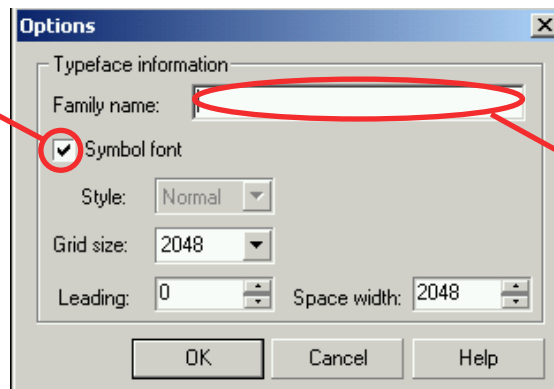 Options
Typeface information
Family name:
Symbol font
Style: Normal
Grid size: 2048
Leading: 0 Space width: 2048
OK Cancel Help